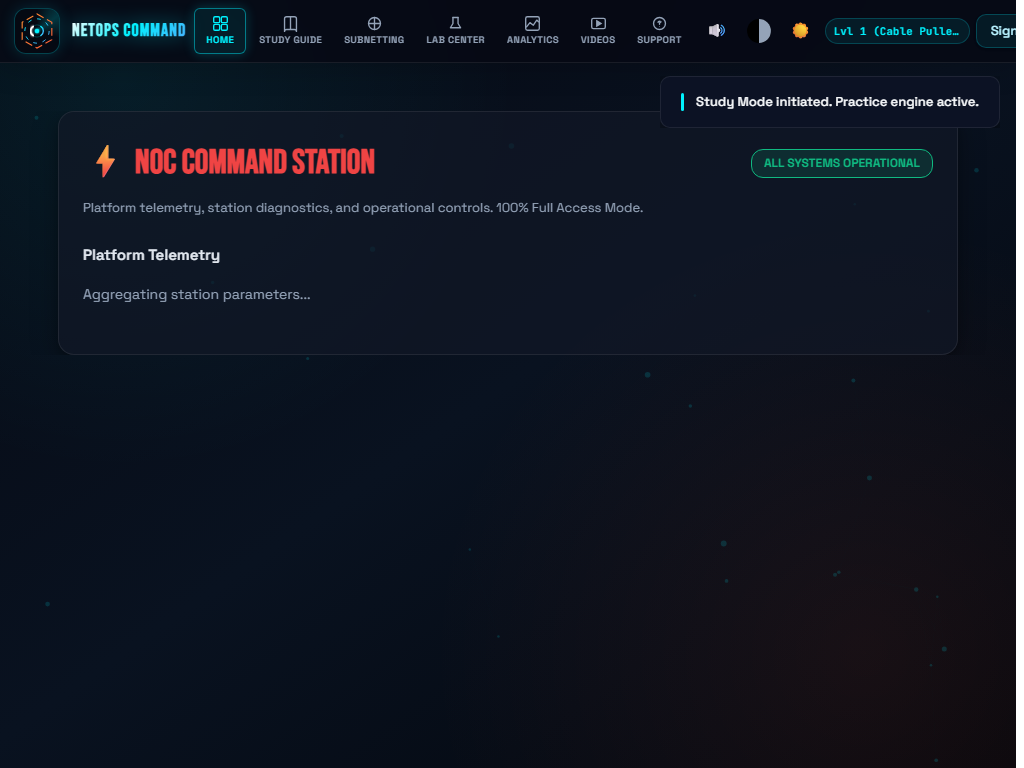 NETOPS COMMAND
HOME
STUDY GUIDE
SUBNETTING
LAB CENTER
ANALYTICS
VIDEOS
SUPPORT
Lvl 1 (Cable Pulle…
Sign
Study Mode initiated. Practice engine active.
NOC COMMAND STATION
ALL SYSTEMS OPERATIONAL
Platform telemetry, station diagnostics, and operational controls. 100% Full Access Mode.
Platform Telemetry
Aggregating station parameters...